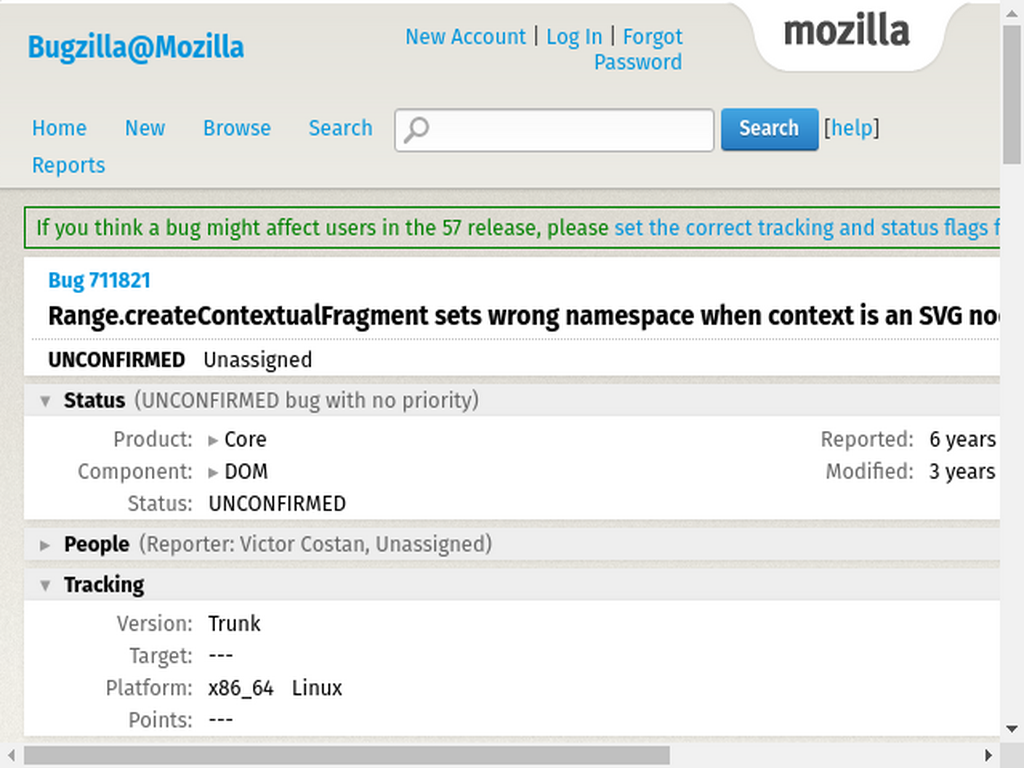 Bugzilla@Mozilla
New Account | Log In | Forgot
Password
mozilla
Home New Browse Search Search [help]
Reports
If you think a bug might affect users in the 57 release, please set the correct tracking and status flags f
Bug 711821
Range.createContextualFragment sets wrong namespace when context is an SVG no
UNCONFIRMED Unassigned
▾ Status (UNCONFIRMED bug with no priority)
Product: ▸ Core Reported: 6 years
Component: ▸ DOM Modified: 3 years
Status: UNCONFIRMED
▸ People (Reporter: Victor Costan, Unassigned)
▾ Tracking
Version: Trunk
Target: ---
Platform: x86_64 Linux
Points: ---